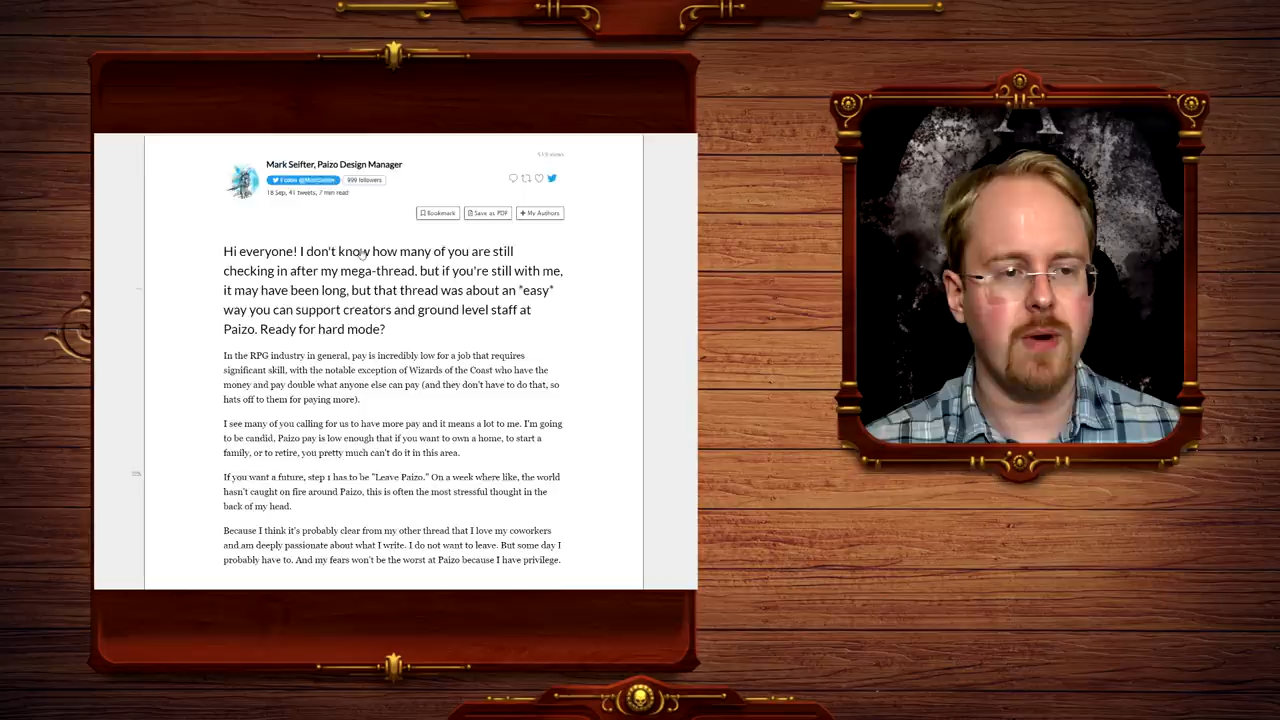 919 views
Mark Seifter, Paizo Design Manager
999 followers
18 Sep, 41 tweets, 7 min read
Bookmark
Save as PDF
My Authors
Hi everyone! I don't know how many of you are still
checking in after my mega-thread. but if you're still with me,
it may have been long, but that thread was about an *easy*
way you can support creators and ground level staff at
Paizo. Ready for hard mode?
In the RPG industry in general, pay is incredibly low for a job that requires
significant skill, with the notable exception of Wizards of the Coast who have the
money and pay double what anyone else can pay (and they don't have to do that, so
hats off to them for paying more).
I see many of you calling for us to have more pay and it means a lot to me. I'm going
to be candid, Paizo pay is low enough that if you want to own a home, to start a
family, or to retire, you pretty much can't do it in this area.
If you want a future, step 1 has to be "Leave Paizo." On a week where like, the world
hasn't caught on fire around Paizo, this is often the most stressful thought in the
back of my head.
Because I think it's probably clear from my other thread that I love my coworkers
and am deeply passionate about what I write. I do not want to leave. But some day I
probably have to. And my fears won't be the worst at Paizo because I have privilege.